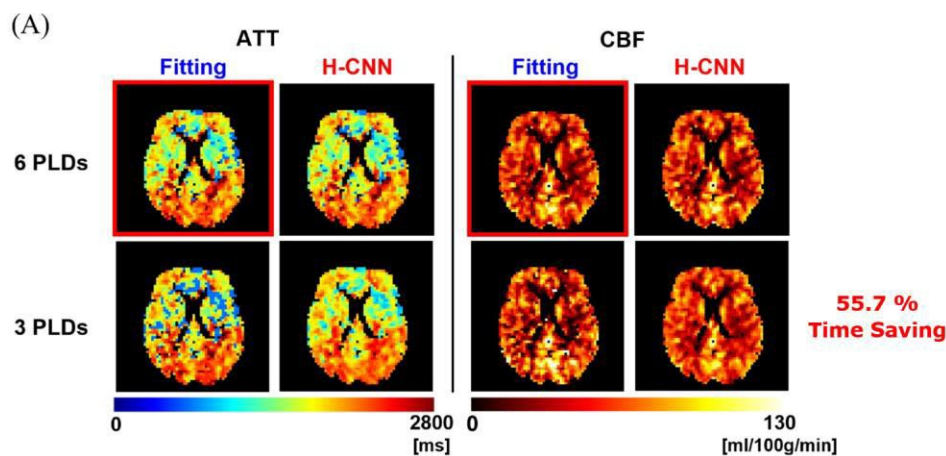 (A)
ATT CBF
Fitting H-CNN Fitting H-CNN
6 PLDs
3 PLDs
55.7 %
Time Saving
0 2800 0 130
[ms] [ml/100g/min]